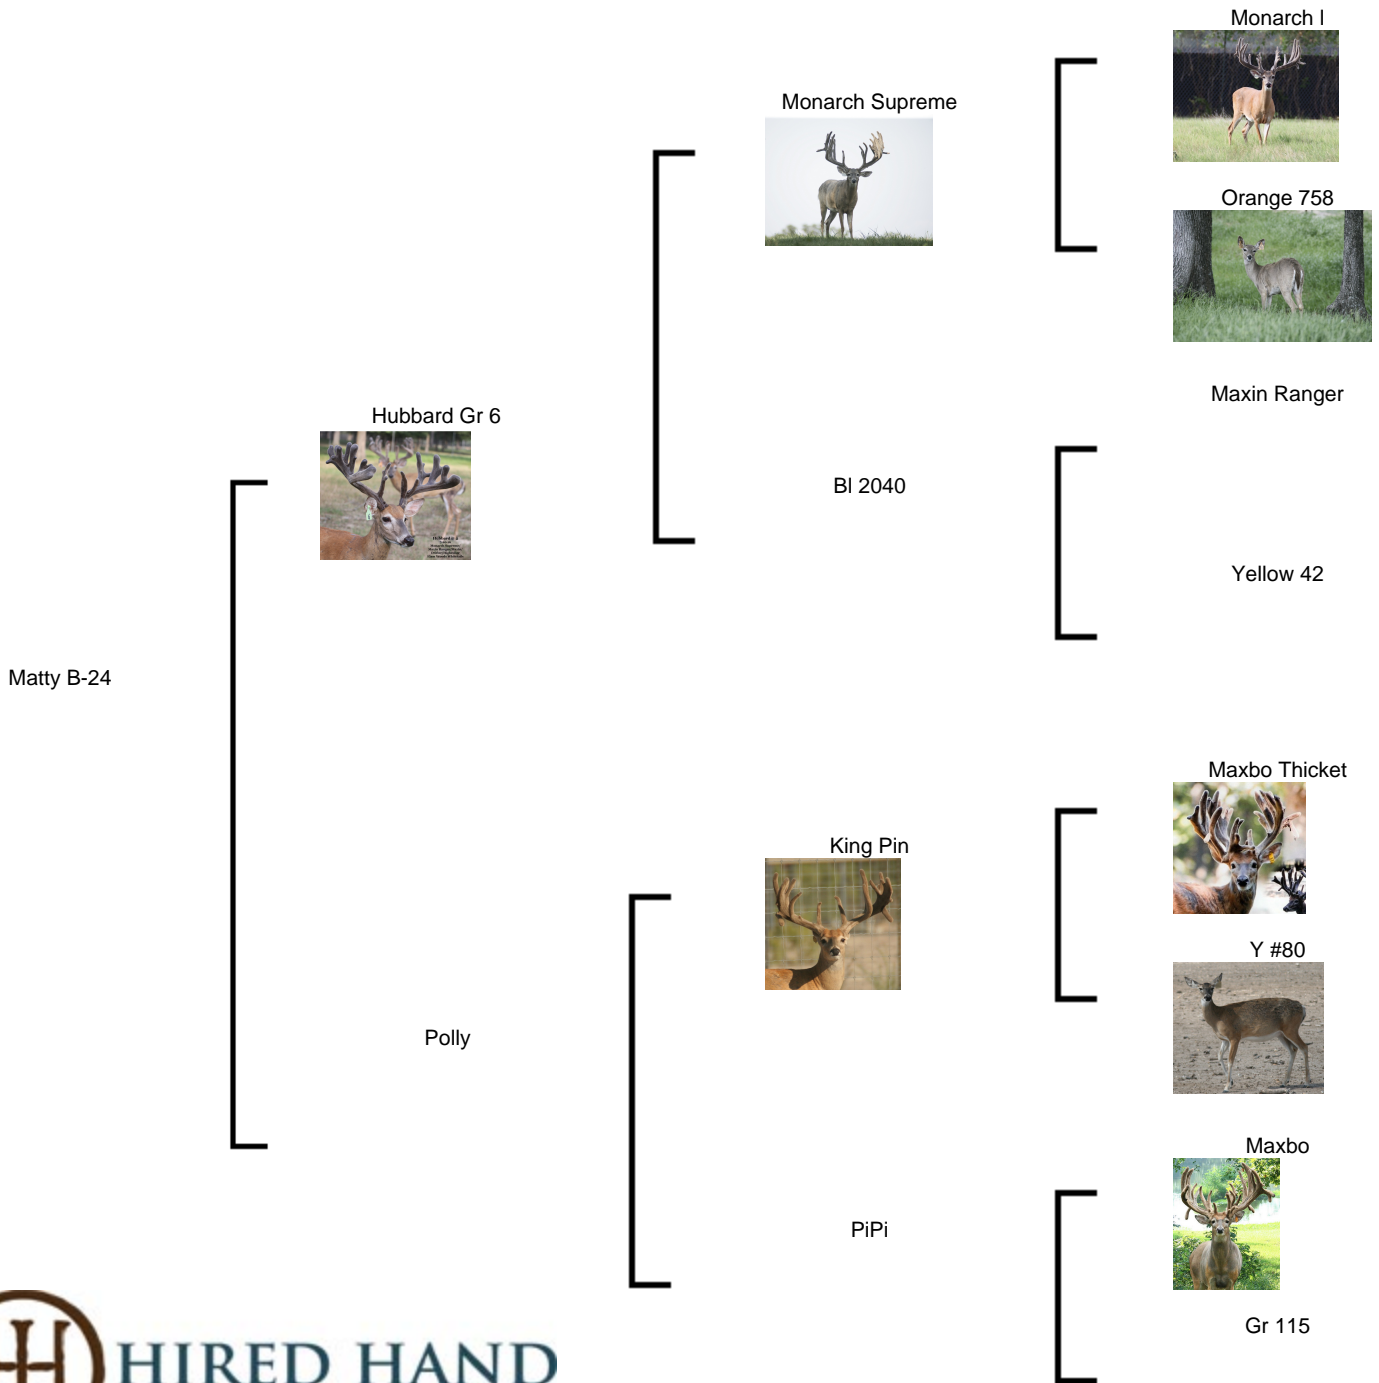 Monarch I
Monarch Supreme
Orange 758
Maxin Ranger
Hubbard Gr 6
Bl 2040
Yellow 42
Matty B-24
Maxbo Thicket
King Pin
Y #80
Polly
Maxbo
PiPi
Gr 115
HIRED HAND